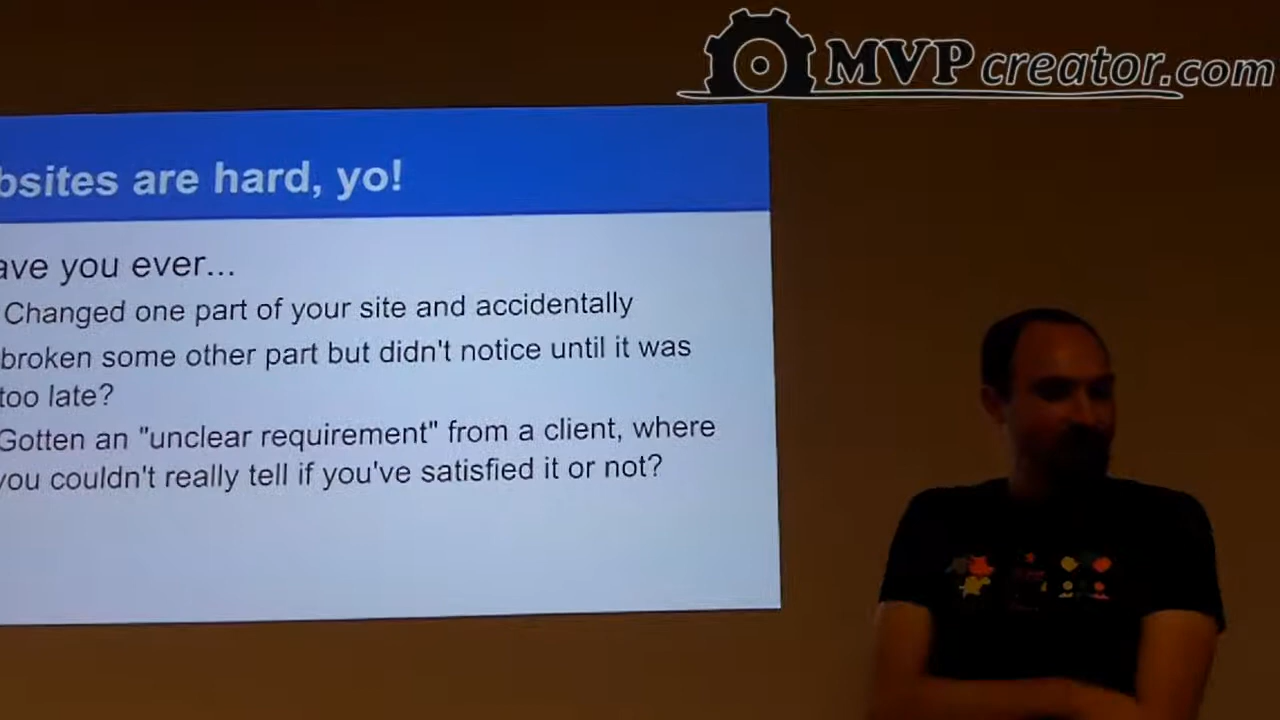 MVPcreator.com
bsites are hard, yo!
ave you ever...
Changed one part of your site and accidentally
broken some other part but didn't notice until it was
too late?
Gotten an "unclear requirement" from a client, where
you couldn't really tell if you've satisfied it or not?